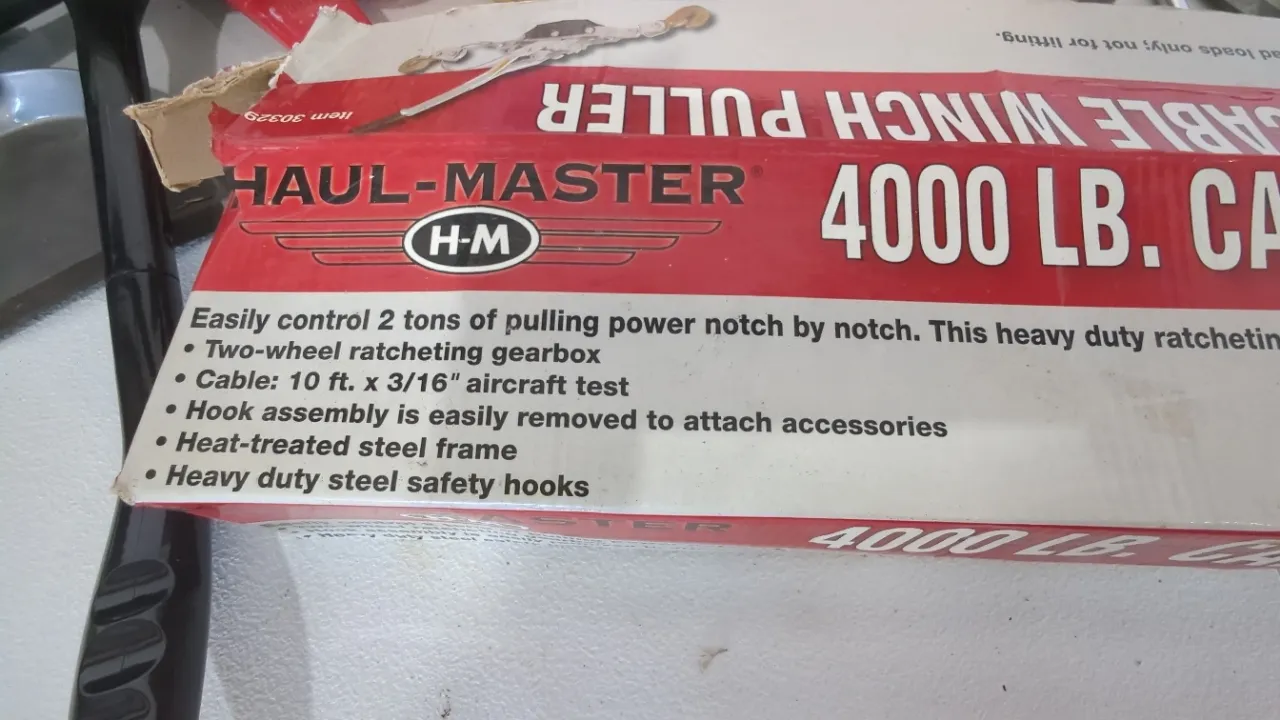 ad loads only; not for lifting.
CABLE WINCH PULLER
Item 30329
HAUL-MASTER®
H-M
4000 LB. CA
Easily control 2 tons of pulling power notch by notch. This heavy duty ratchetin
• Two-wheel ratcheting gearbox
• Cable: 10 ft. x 3/16" aircraft test
• Hook assembly is easily removed to attach accessories
• Heat-treated steel frame
• Heavy duty steel safety hooks
MASTER
4000 LB. CA